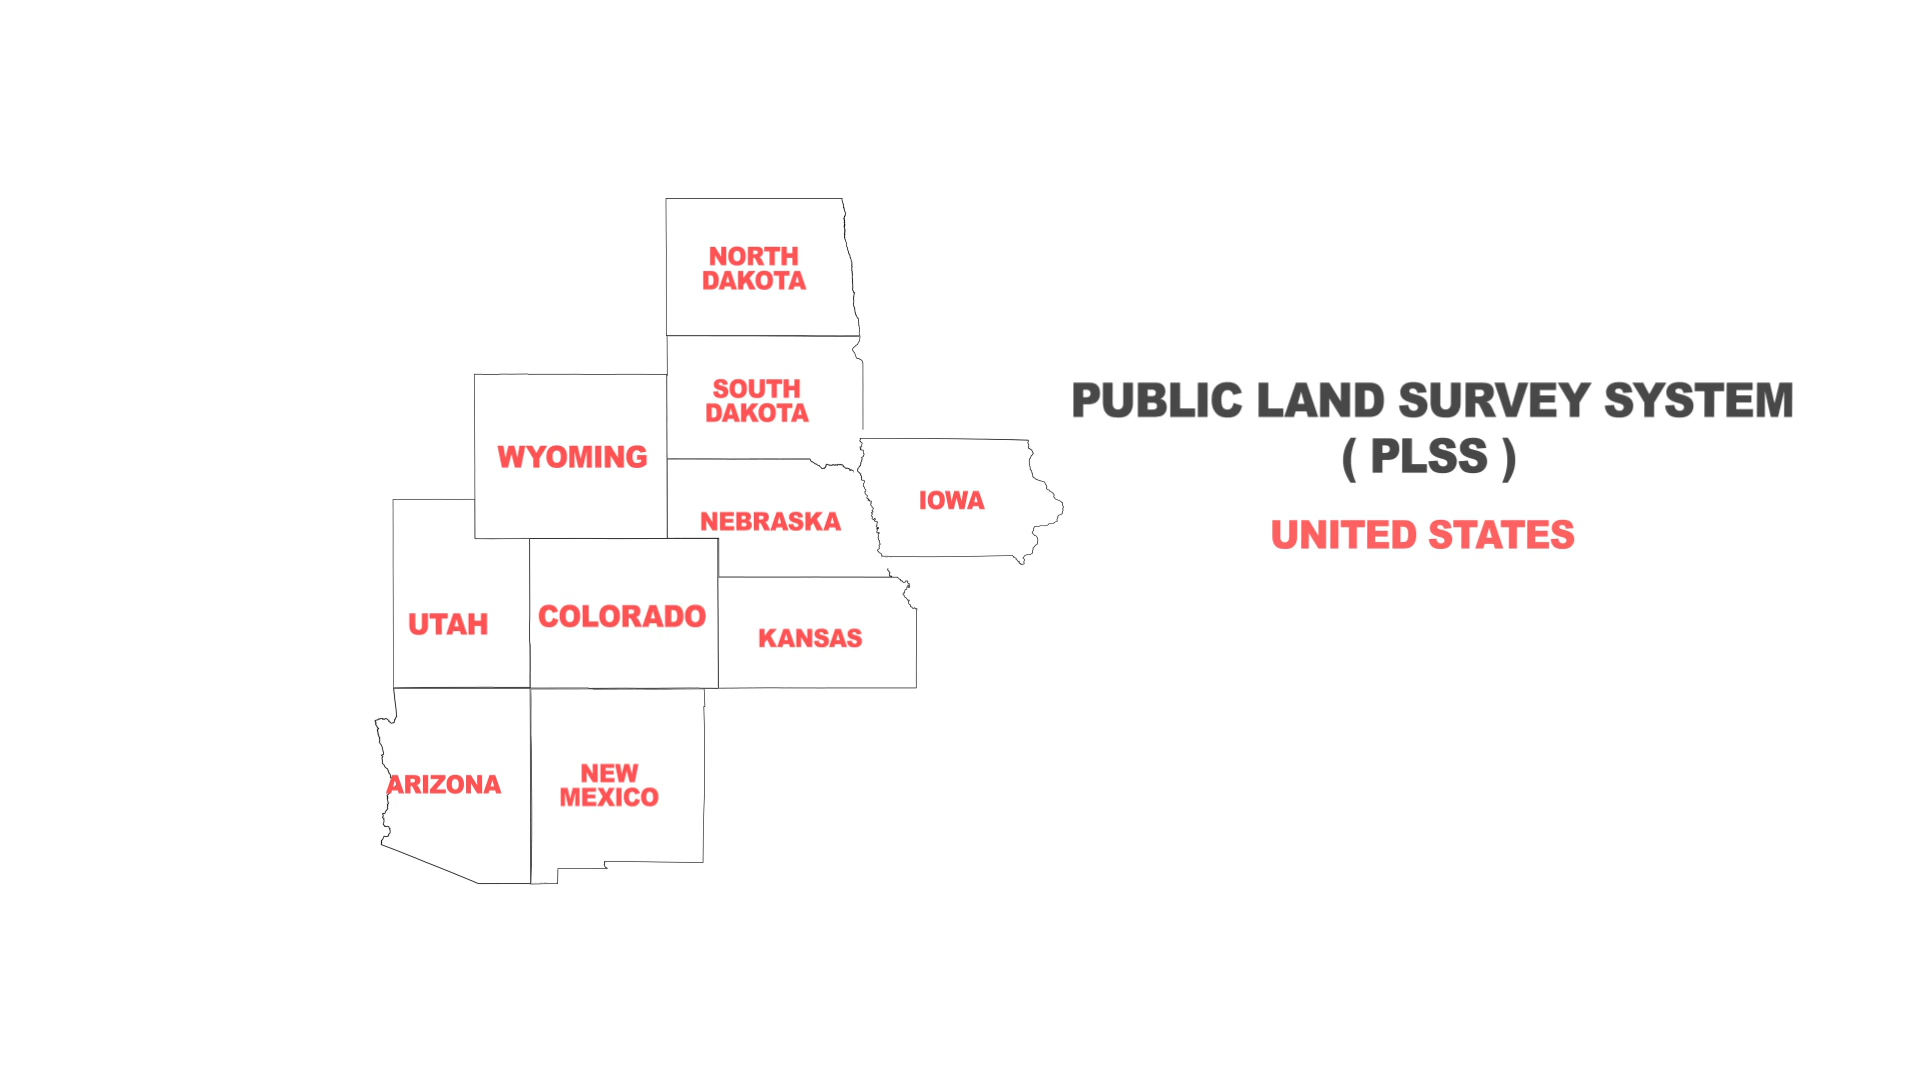 NORTH
DAKOTA
SOUTH
DAKOTA
WYOMING
NEBRASKA
IOWA
UTAH
COLORADO
KANSAS
ARIZONA
NEW
MEXICO
PUBLIC LAND SURVEY SYSTEM
( PLSS )
UNITED STATES